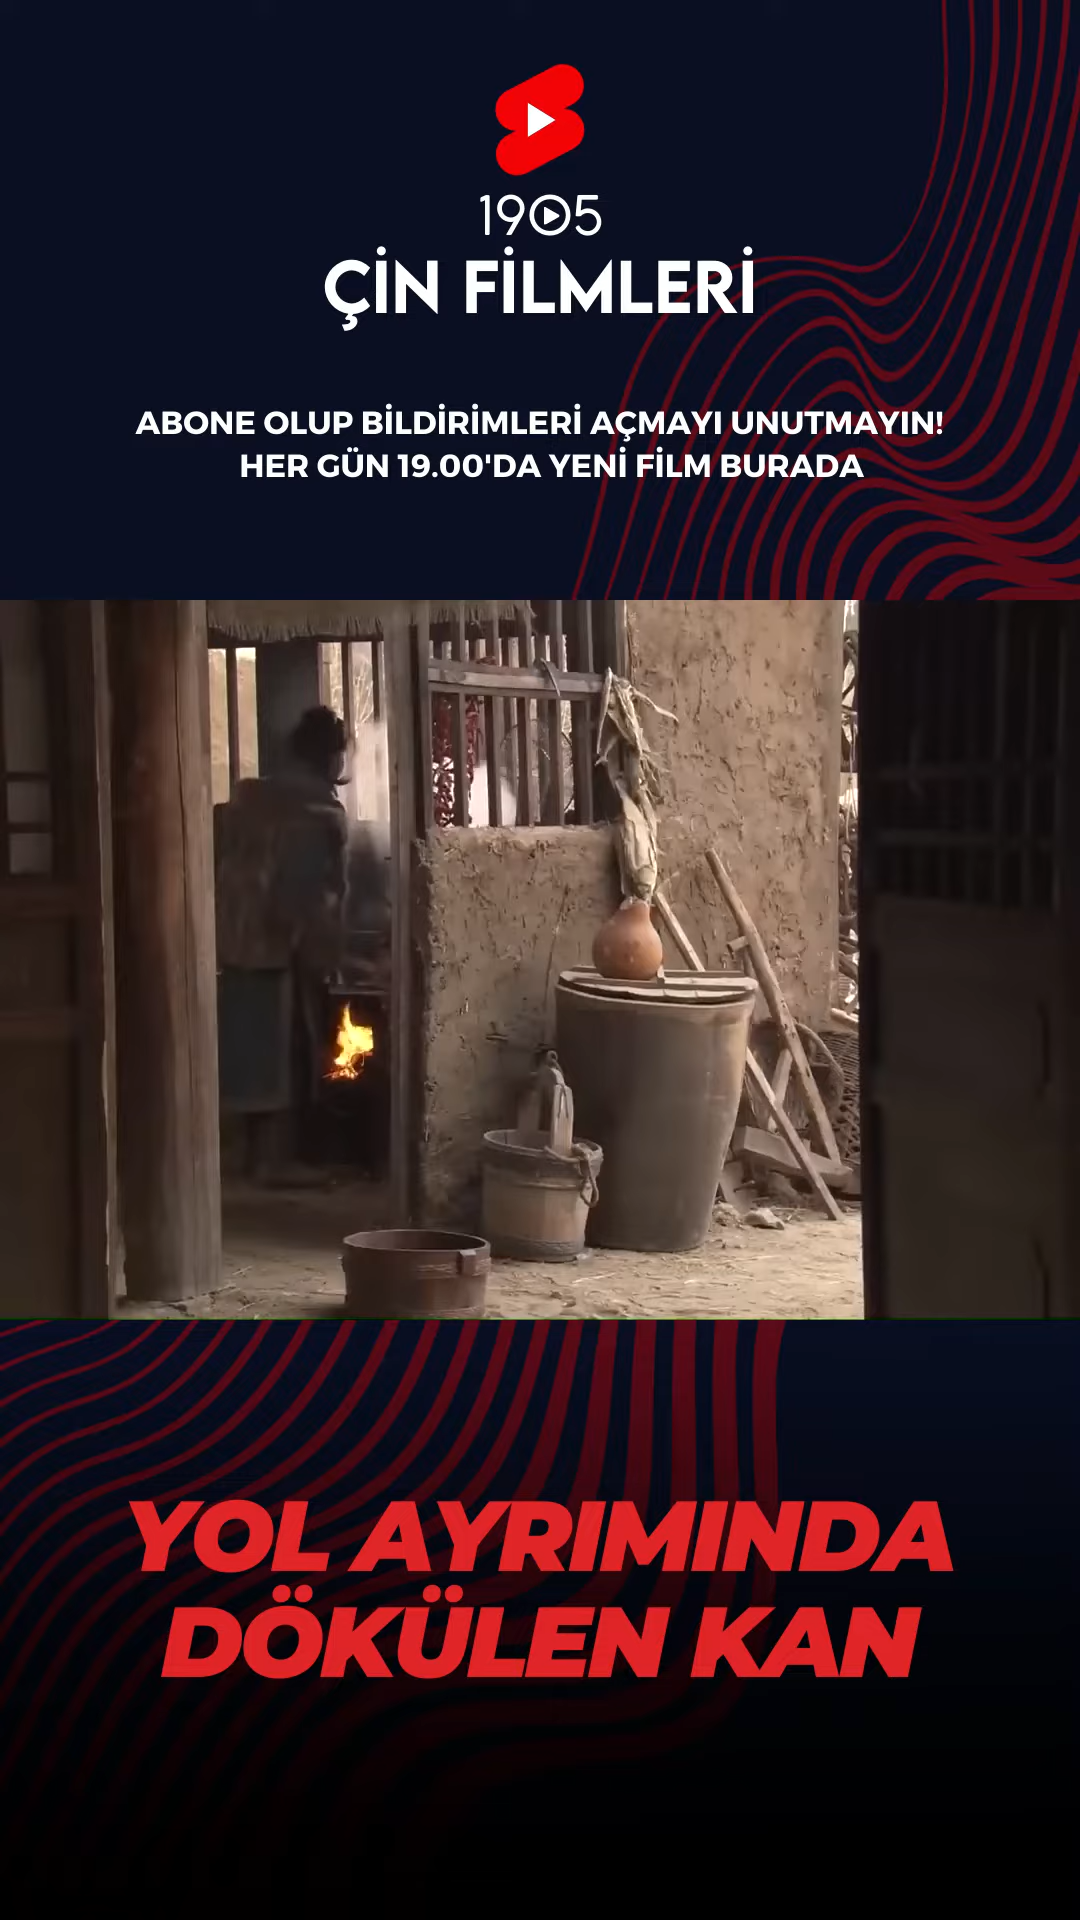 1905
ÇİN FİLMLERİ
ABONE OLUP BİLDİRİMLERİ AÇMAYI UNUTMAYIN!
HER GÜN 19.00'DA YENİ FİLM BURADA
YOL AYRIMINDA
DÖKÜLEN KAN